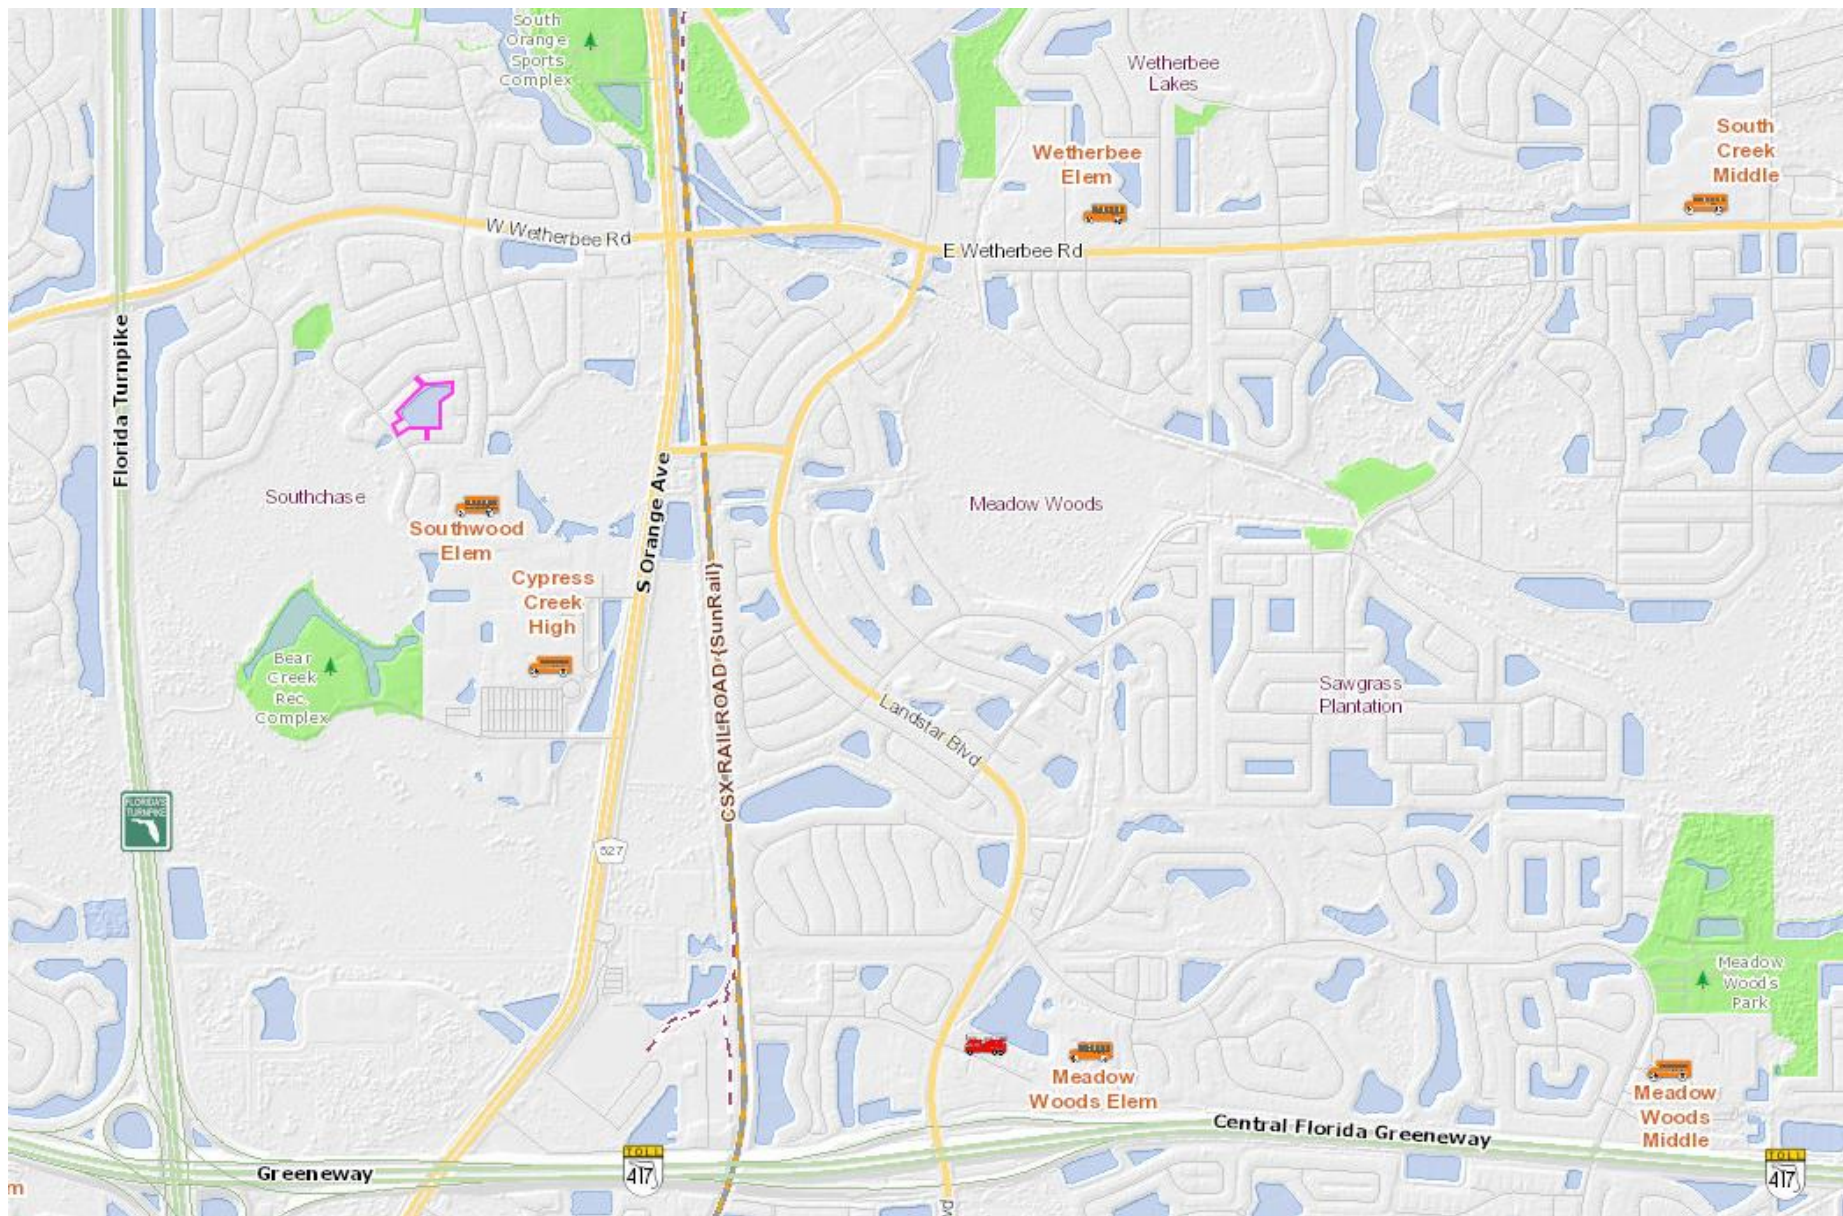 South
Orange
Sports
Complex
Wetherbee
Lakes
South
Creek
Middle
Wetherbee
Elem
W Wetherbee Rd
E Wetherbee Rd
Florida Turnpike
S Orange Ave
Southchase
Meadow Woods
Southwood
Elem
Cypress
Creek
High
CSX RAILROAD {SunRail}
Bear
Creek
Rec.
Complex
Sawgrass
Plantation
Landstar Blvd
FLORIDA'S
TURNPIKE
527
Meadow
Woods
Park
Meadow
Woods Elem
Meadow
Woods
Middle
Central Florida Greeneway
Greeneway
TOLL
417
TOLL
417
m